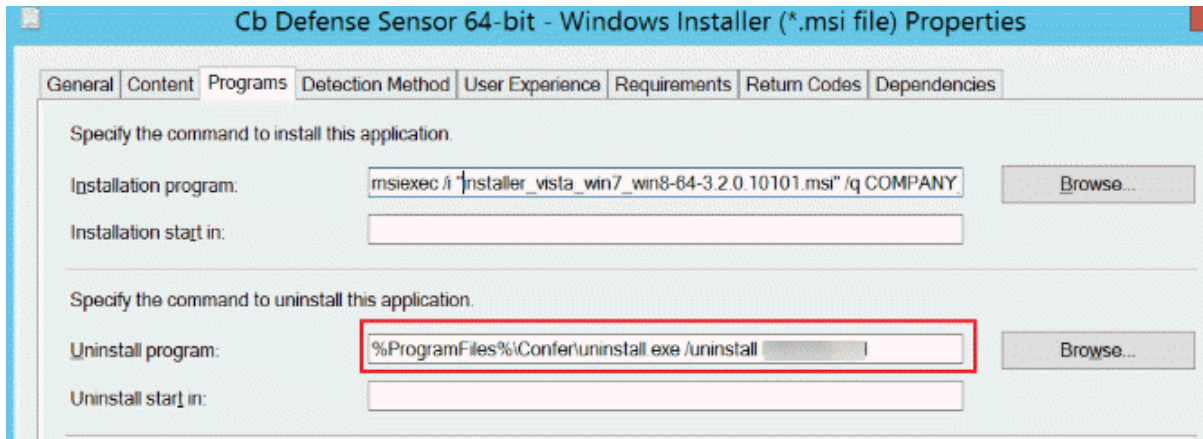 Cb Defense Sensor 64-bit - Windows Installer (*.msi file) Properties
General Content Programs Detection Method User Experience Requirements Return Codes Dependencies
Specify the command to install this application.
Installation program: msiexec /i "installer_vista_win7_win8-64-3.2.0.10101.msi" /q COMPANY_ Browse...
Installation start in:
Specify the command to uninstall this application.
Uninstall program: %ProgramFiles%\Confer\uninstall.exe /uninstall Browse...
Uninstall start in: